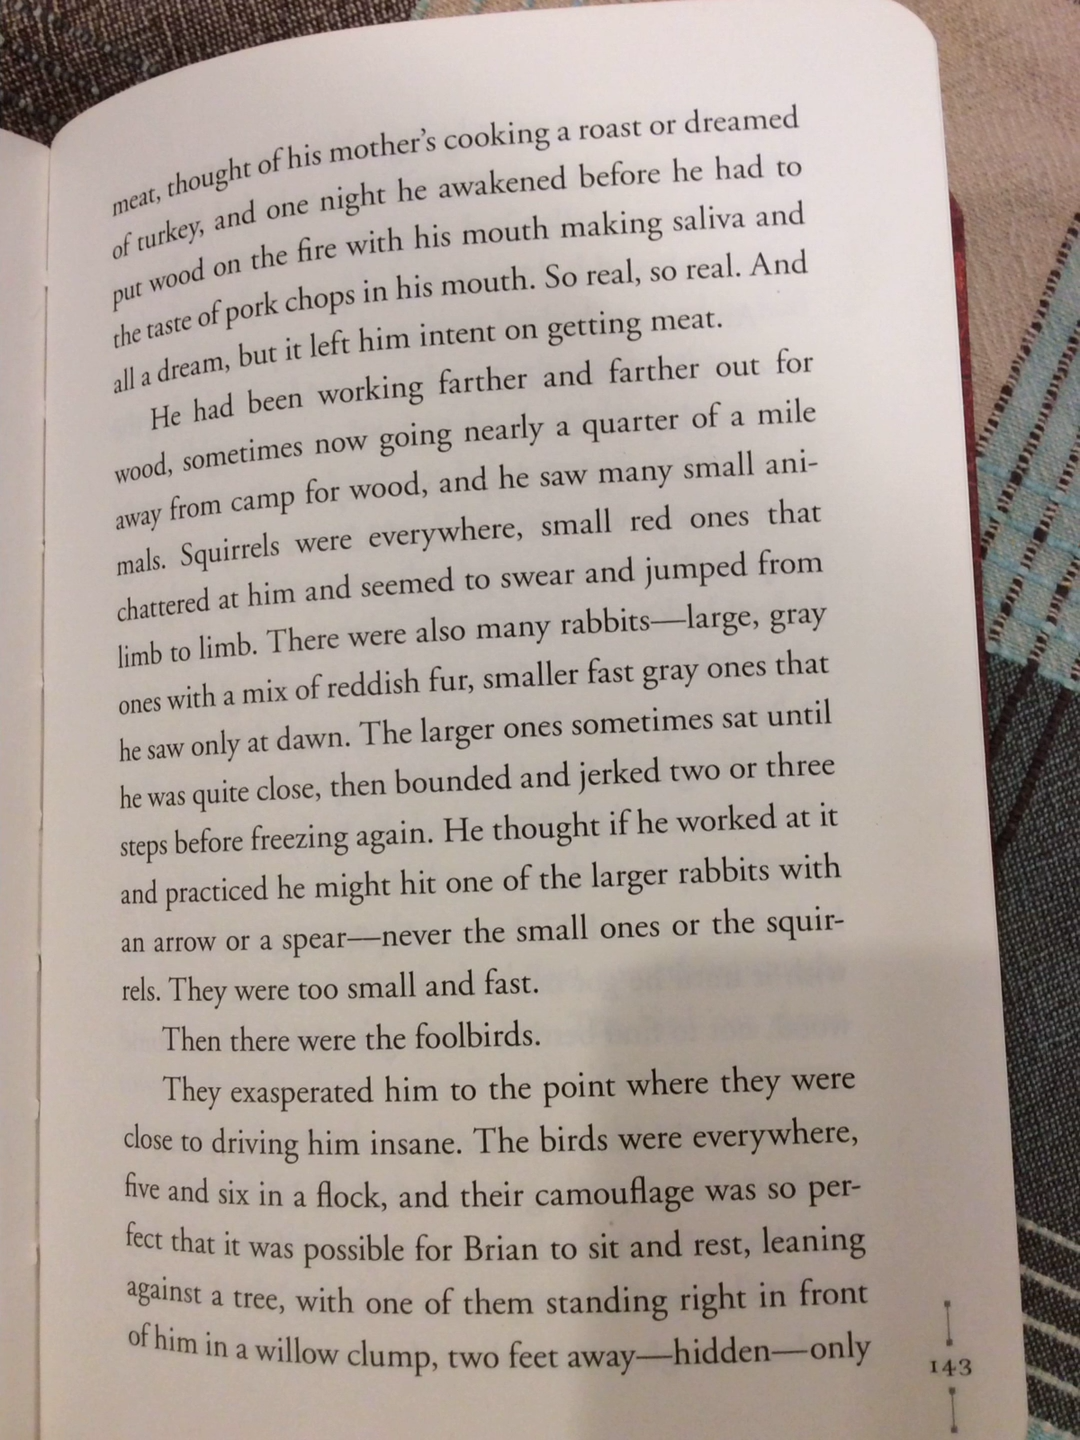 meat, thought of his mother's cooking a roast or dreamed
of turkey, and one night he awakened before he had to
put wood on the fire with his mouth making saliva and
the taste of pork chops in his mouth. So real, so real. And
all a dream, but it left him intent on getting meat.
He had been working farther and farther out for
wood, sometimes now going nearly a quarter of a mile
away from camp for wood, and he saw many small ani-
mals. Squirrels were everywhere, small red ones that
chattered at him and seemed to swear and jumped from
limb to limb. There were also many rabbits—large, gray
ones with a mix of reddish fur, smaller fast gray ones that
he saw only at dawn. The larger ones sometimes sat until
he was quite close, then bounded and jerked two or three
steps before freezing again. He thought if he worked at it
and practiced he might hit one of the larger rabbits with
an arrow or a spear—never the small ones or the squir-
rels. They were too small and fast.
Then there were the foolbirds.
They exasperated him to the point where they were
close to driving him insane. The birds were everywhere,
five and six in a flock, and their camouflage was so per-
fect that it was possible for Brian to sit and rest, leaning
against a tree, with one of them standing right in front
of him in a willow clump, two feet away—hidden—only
143